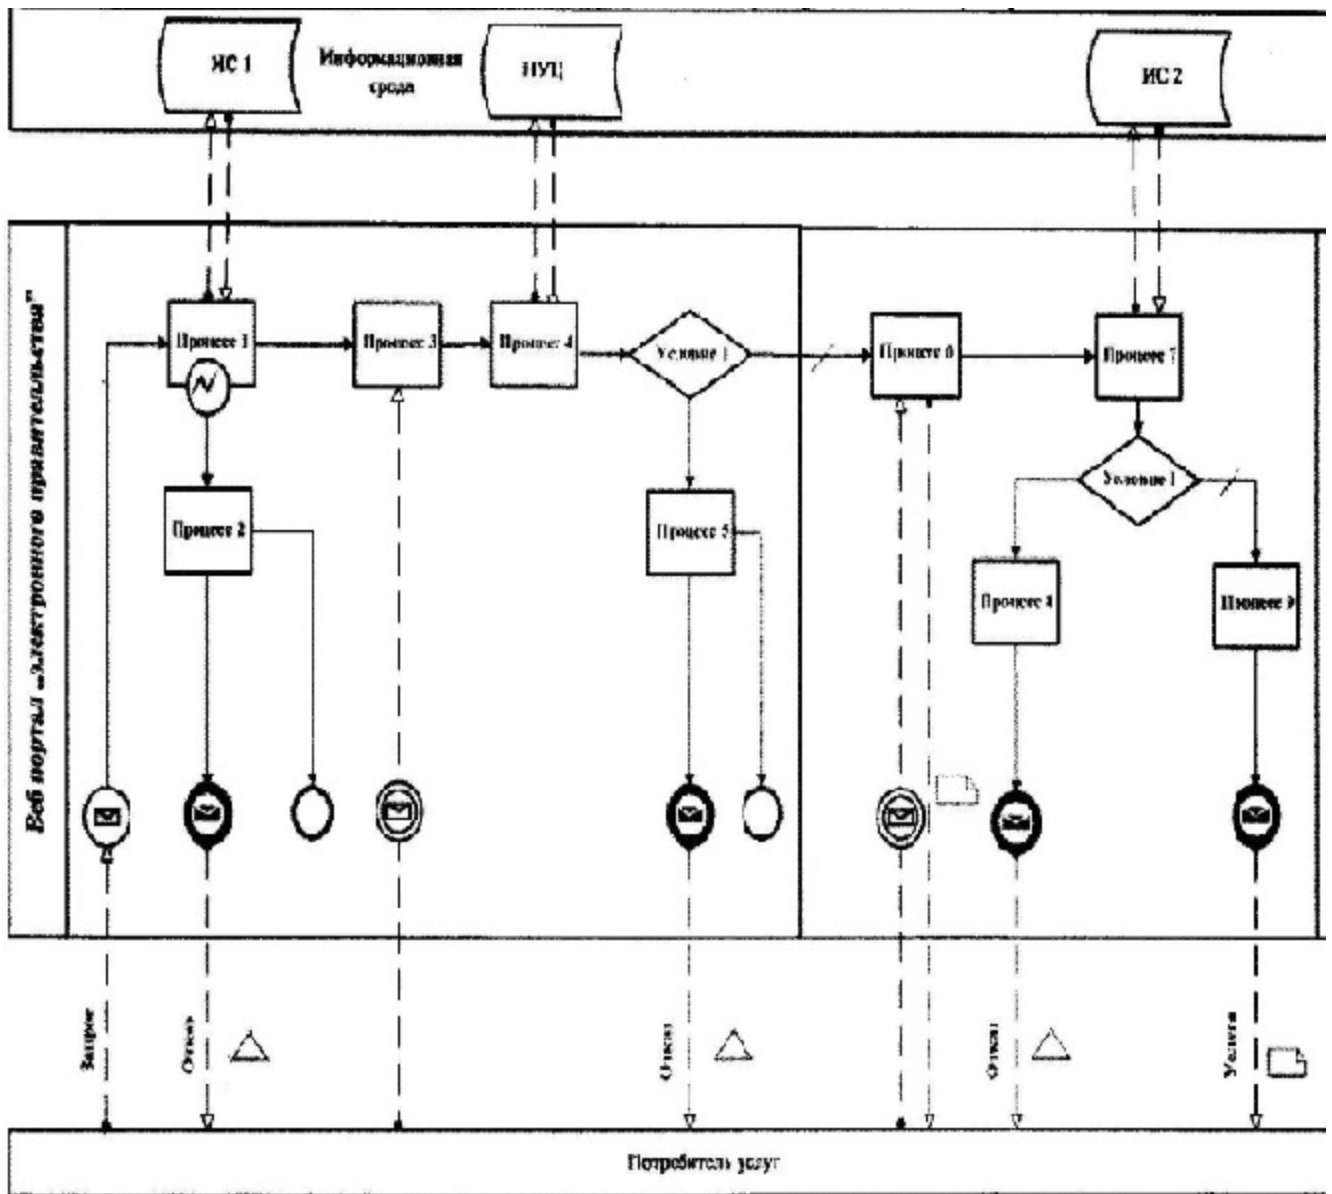 ИС 1
Информационная
среда
НУЦ
ИС 2
Веб портал „электронного правительства"
Процесс 1
Процесс 3
Процесс 4
Условие 1
Процесс 6
Процесс 7
Условие 1
Процесс 2
Процесс 5
Процесс 8
Процесс 9
Запрос
Отказ
Отказ
Отказ
Услуга
Потребитель услуг